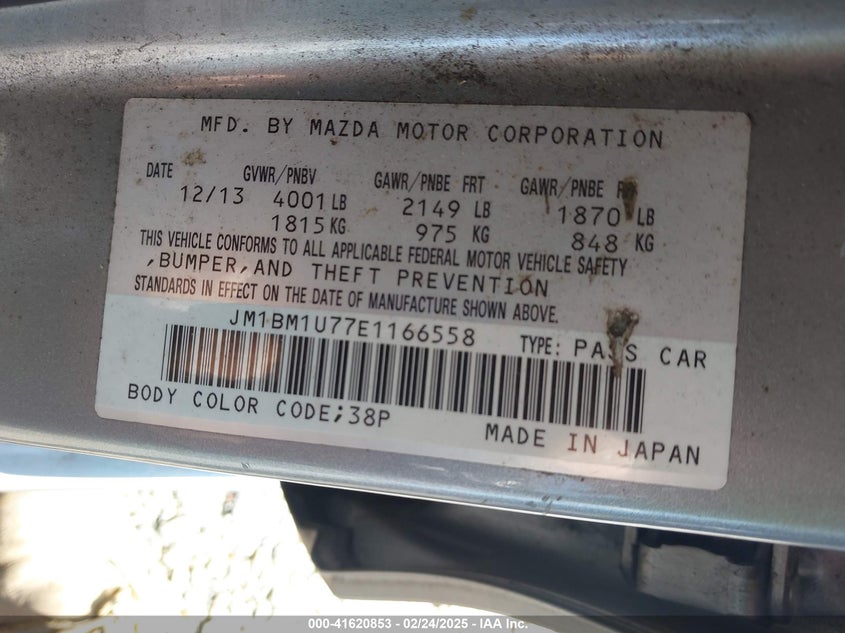 MFD. BY MAZDA MOTOR CORPORATION
DATE GVWR/PNBV GAWR/PNBE FRT GAWR/PNBE
12/13 4001 LB 2149 LB 1870 LB
1815 KG 975 KG 848 KG
THIS VEHICLE CONFORMS TO ALL APPLICABLE FEDERAL MOTOR VEHICLE SAFETY
,BUMPER,AND THEFT PREVENTION
STANDARDS IN EFFECT ON THE DATE OF MANUFACTURE SHOWN ABOVE.
JM1BM1U77E1166558 TYPE: PASS CAR
BODY COLOR CODE;38P
MADE IN JAPAN
000-41620853 - 02/24/2025 - IAA Inc.